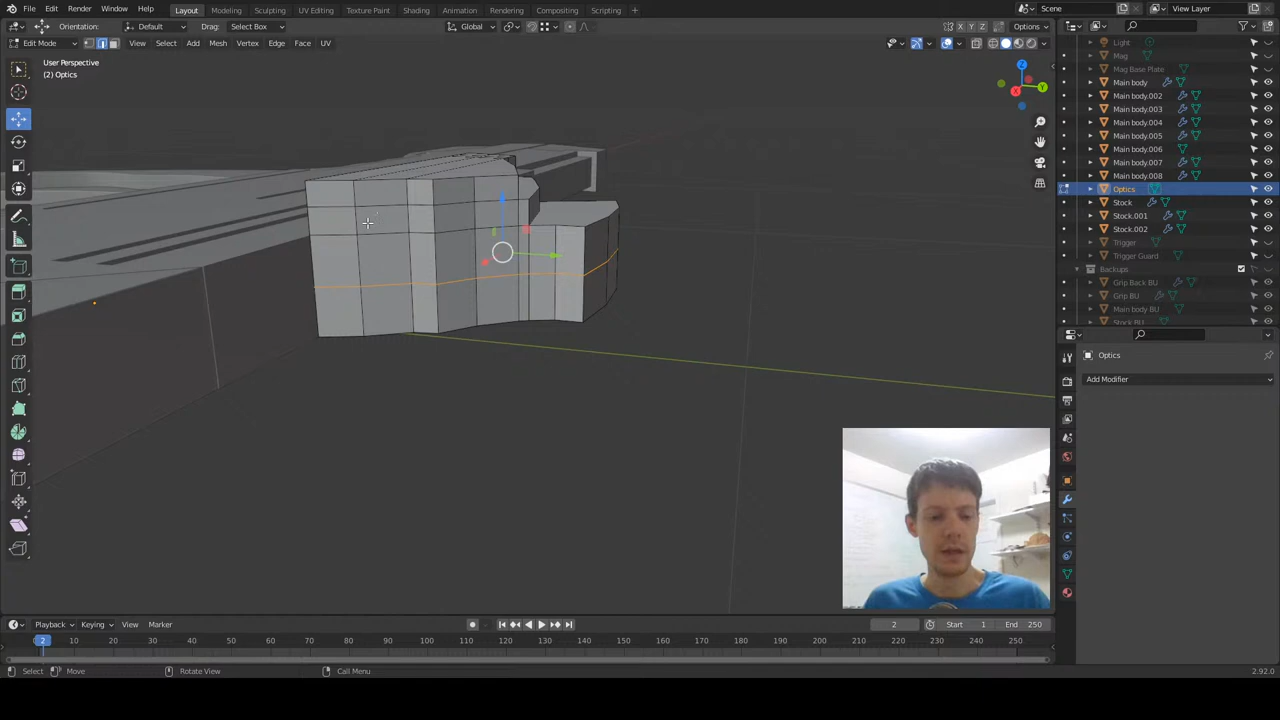 File Edit Render Window Help Layout Modeling Sculpting UV Editing Texture Paint Shading Animation Rendering Compositing Scripting + Scene View Layer
Orientation: Default Drag: Select Box Global X Y Z Options
Edit Mode View Select Add Mesh Vertex Edge Face UV
User Perspective
(2) Optics
Z
Y
X
Light
Mag
Mag Base Plate
Main body
Main body.002
Main body.003
Main body.004
Main body.005
Main body.006
Main body.007
Main body.008
Optics
Stock
Stock.001
Stock.002
Trigger
Trigger Guard
Backups
Grip Back BU
Grip BU
Main body BU
Stock BU
Optics
Add Modifier
Playback Keying View Marker 2 Start 1 End 250
2 10 20 30 40 50 60 70 80 90 100 110 120 130 140 150 160 170 180 190 200 210 220 230 240 250
Select Move Rotate View Call Menu 2.92.0